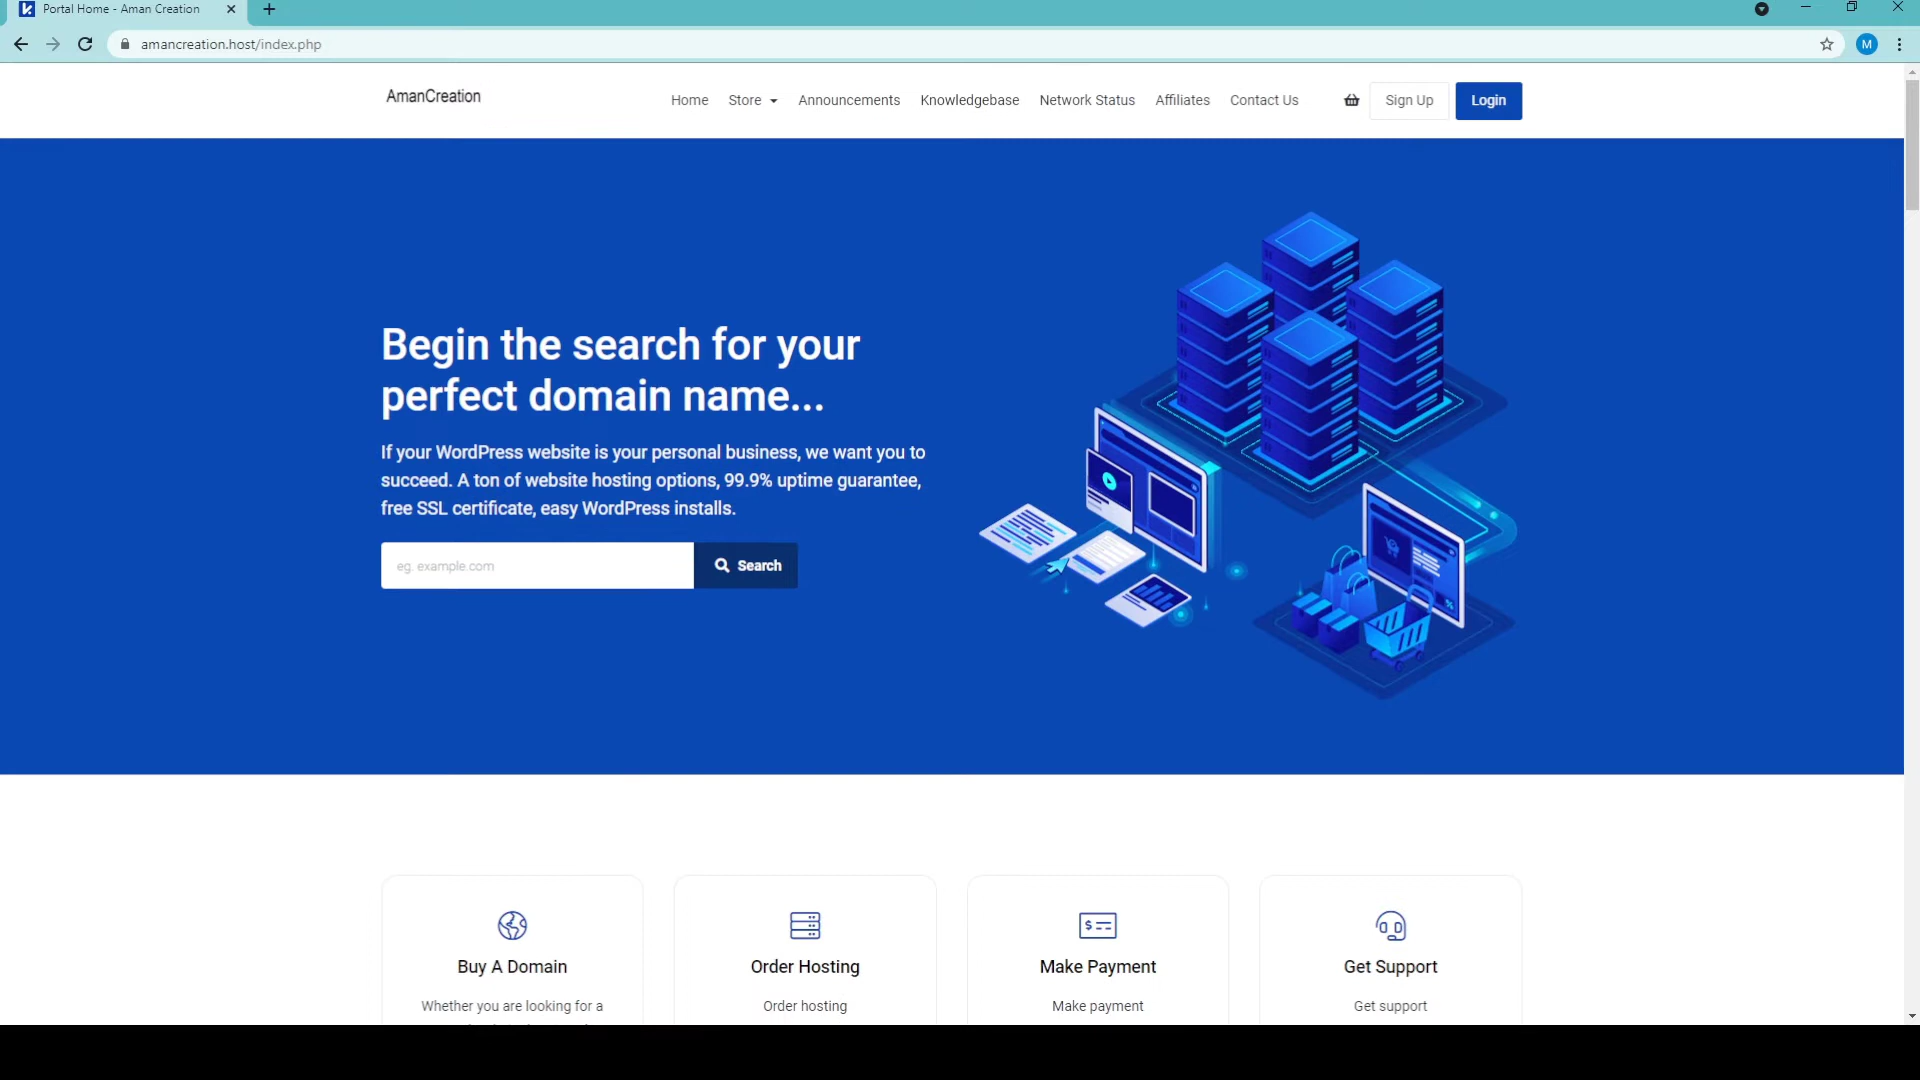 Portal Home - Aman Creation
amancreation.host/index.php
M
AmanCreation
Home Store Announcements Knowledgebase Network Status Affiliates Contact Us Sign Up Login
Begin the search for your
perfect domain name...
If your WordPress website is your personal business, we want you to
succeed. A ton of website hosting options, 99.9% uptime guarantee,
free SSL certificate, easy WordPress installs.
eg. example.com Search
Buy A Domain Order Hosting Make Payment Get Support
Whether you are looking for a Order hosting Make payment Get support